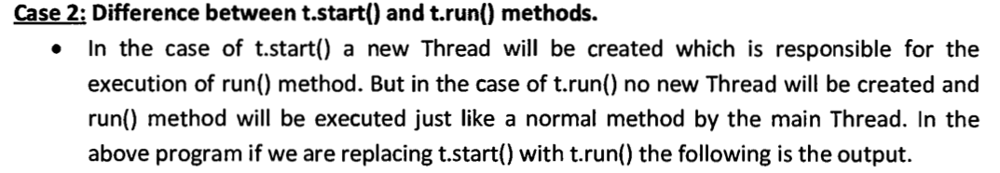 Case 2: Difference between t.start() and t.run() methods.
• In the case of t.start() a new Thread will be created which is responsible for the
execution of run() method. But in the case of t.run() no new Thread will be created and
run() method will be executed just like a normal method by the main Thread. In the
above program if we are replacing t.start() with t.run() the following is the output.